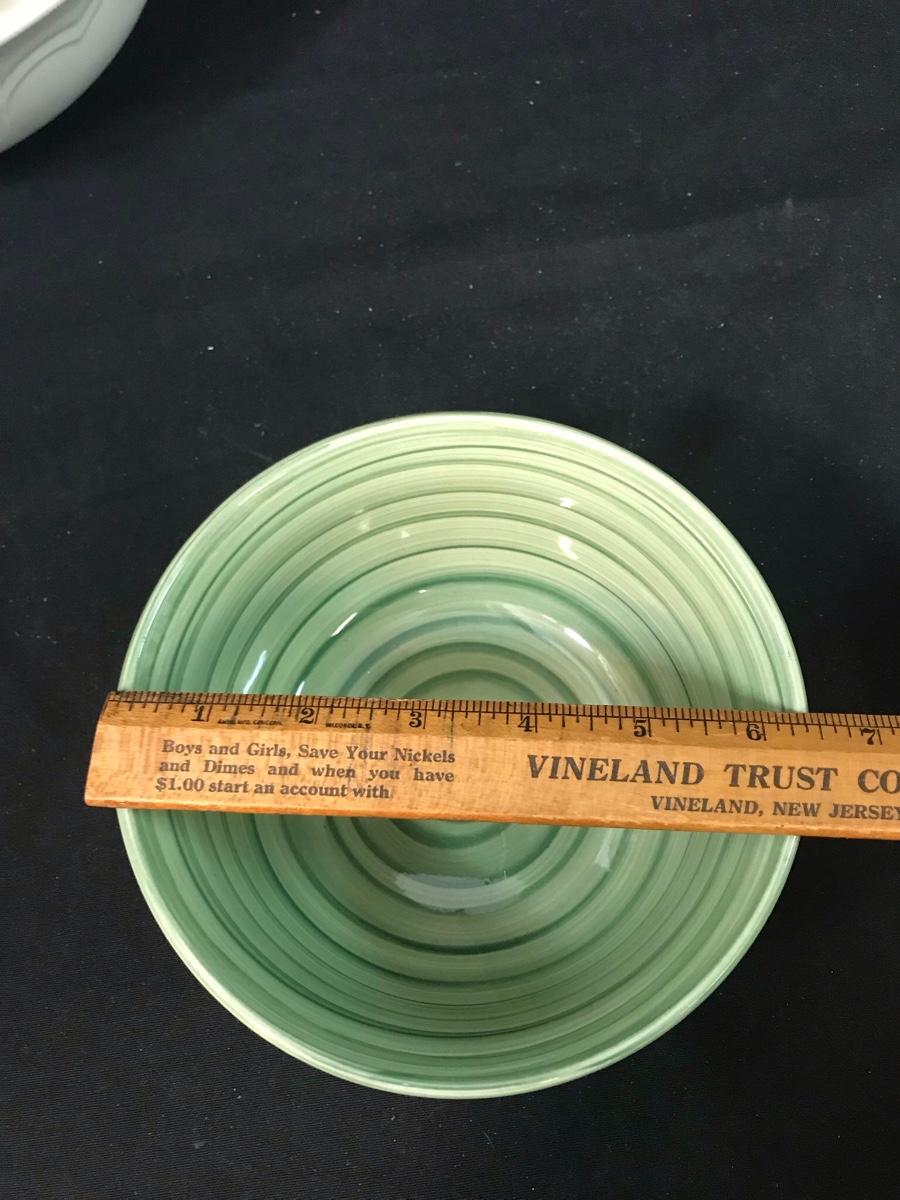 1 2 3 4 5 6 7
Boys and Girls, Save Your Nickels
and Dimes and when you have
$1.00 start an account with
VINELAND TRUST CO
VINELAND, NEW JERSEY